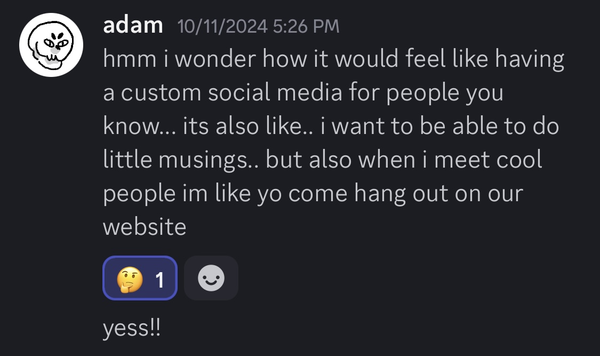 adam 10/11/2024 5:26 PM
hmm i wonder how it would feel like having
a custom social media for people you
know... its also like.. i want to be able to do
little musings.. but also when i meet cool
people im like yo come hang out on our
website
🤔 1
yess!!